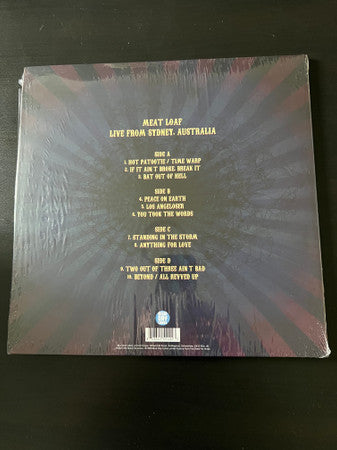 MEAT LOAF
LIVE FROM SYDNEY, AUSTRALIA
SIDE A
1. HOT PATOOTIE / TIME WARP
2. IF IT AIN'T BROKE, BREAK IT
3. BAT OUT OF HELL
SIDE B
4. PEACE ON EARTH
5. LOS ANGELOSER
6. YOU TOOK THE WORDS
SIDE C
7. STANDING IN THE STORM
8. ANYTHING FOR LOVE
SIDE D
9. TWO OUT OF THREE AIN'T BAD
10. BEYOND / ALL REVVED UP